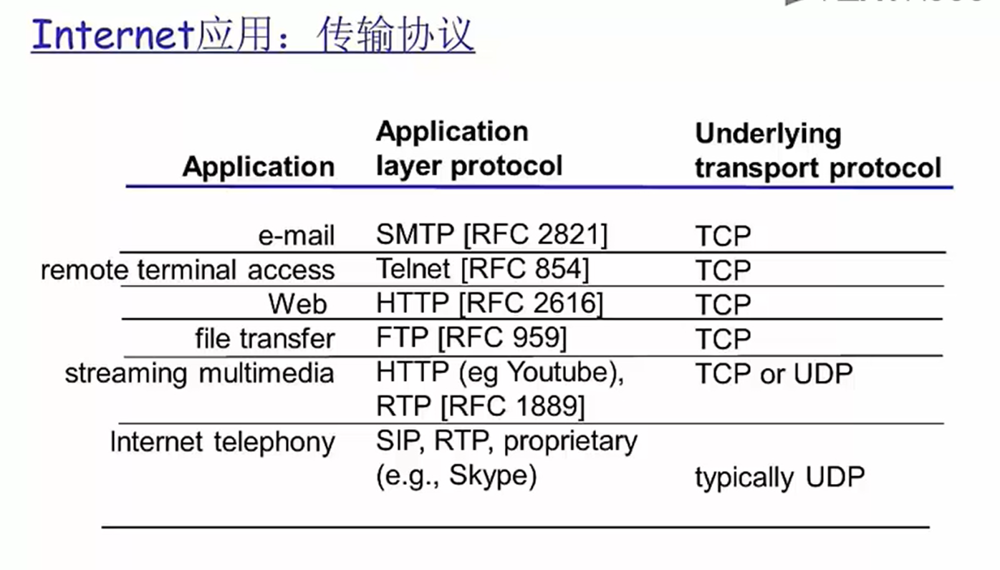 Internet应用：传输协议
Application
Application layer protocol
Underlying transport protocol
e-mail SMTP [RFC 2821] TCP
remote terminal access Telnet [RFC 854] TCP
Web HTTP [RFC 2616] TCP
file transfer FTP [RFC 959] TCP
streaming multimedia HTTP (eg Youtube), TCP or UDP
RTP [RFC 1889]
Internet telephony SIP, RTP, proprietary
(e.g., Skype) typically UDP